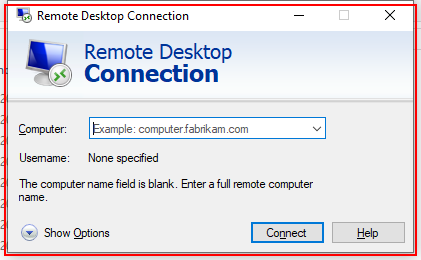 Remote Desktop Connection
Remote Desktop
Connection
Computer: Example: computer.fabrikam.com
Username: None specified
The computer name field is blank. Enter a full remote computer
name.
Show Options Connect Help